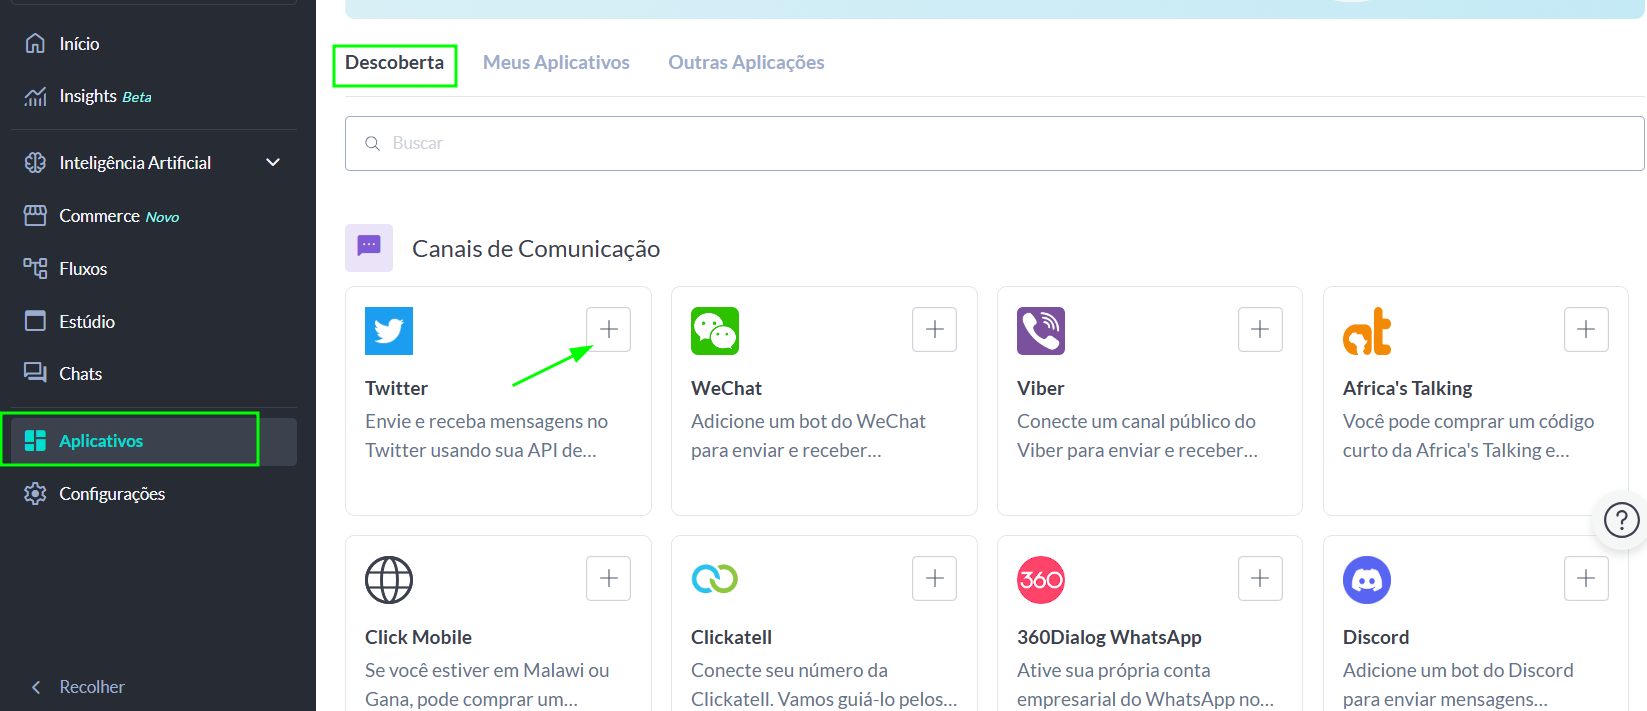 Início
Insights Beta
Inteligência Artificial
Commerce Novo
Fluxos
Estúdio
Chats
Aplicativos
Configurações
Recolher
Descoberta
Meus Aplicativos
Outras Aplicações
Buscar
Canais de Comunicação
Twitter
Envie e receba mensagens no
Twitter usando sua API de...
WeChat
Adicione um bot do WeChat
para enviar e receber...
Viber
Conecte um canal público do
Viber para enviar e receber...
at
Africa's Talking
Você pode comprar um código
curto da Africa's Talking e...
?
Click Mobile
Se você estiver em Malawi ou
Gana, pode comprar um...
Clickatell
Conecte seu número da
Clickatell. Vamos guiá-lo pelos...
360
360Dialog WhatsApp
Ative sua própria conta
empresarial do WhatsApp no...
Discord
Adicione um bot do Discord
para enviar mensagens...